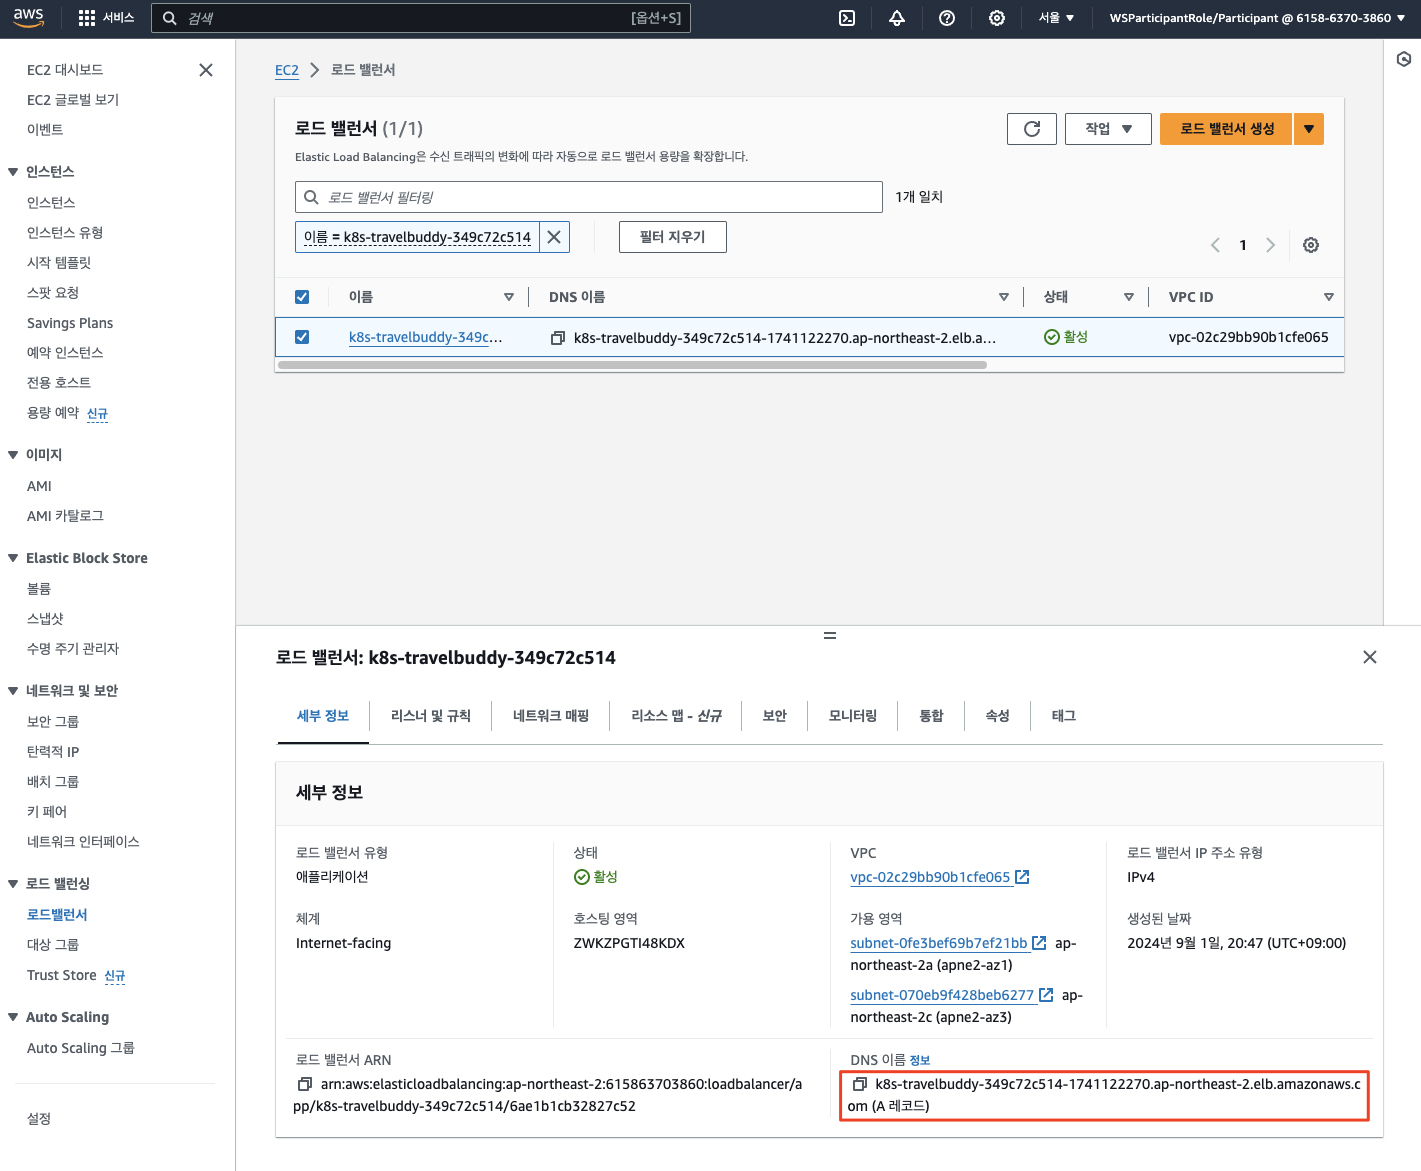 aws
서비스
검색
[옵션+S]
서울
WSParticipantRole/Participant @ 6158-6370-3860
EC2 대시보드
EC2 글로벌 보기
이벤트
인스턴스
인스턴스
인스턴스 유형
시작 템플릿
스팟 요청
Savings Plans
예약 인스턴스
전용 호스트
용량 예약 신규
이미지
AMI
AMI 카탈로그
Elastic Block Store
볼륨
스냅샷
수명 주기 관리자
네트워크 및 보안
보안 그룹
탄력적 IP
배치 그룹
키 페어
네트워크 인터페이스
로드 밸런싱
로드밸런서
대상 그룹
Trust Store 신규
Auto Scaling
Auto Scaling 그룹
설정
EC2 로드 밸런서
로드 밸런서 (1/1)
작업
로드 밸런서 생성
Elastic Load Balancing은 수신 트래픽의 변화에 따라 자동으로 로드 밸런서 용량을 확장합니다.
로드 밸런서 필터링
1개 일치
이름 = k8s-travelbuddy-349c72c514
필터 지우기
1
이름 DNS 이름 상태 VPC ID
k8s-travelbuddy-349c… k8s-travelbuddy-349c72c514-1741122270.ap-northeast-2.elb.a… 활성 vpc-02c29bb90b1cfe065
로드 밸런서: k8s-travelbuddy-349c72c514
세부 정보 리스너 및 규칙 네트워크 매핑 리소스 맵 - 신규 보안 모니터링 통합 속성 태그
세부 정보
로드 밸런서 유형
애플리케이션
상태
활성
VPC
vpc-02c29bb90b1cfe065
로드 밸런서 IP 주소 유형
IPv4
체계
Internet-facing
호스팅 영역
ZWKZPGTI48KDX
가용 영역
subnet-0fe3bef69b7ef21bb ap-
northeast-2a (apne2-az1)
subnet-070eb9f428beb6277 ap-
northeast-2c (apne2-az3)
생성된 날짜
2024년 9월 1일, 20:47 (UTC+09:00)
로드 밸런서 ARN
arn:aws:elasticloadbalancing:ap-northeast-2:615863703860:loadbalancer/a
pp/k8s-travelbuddy-349c72c514/6ae1b1cb32827c52
DNS 이름 정보
k8s-travelbuddy-349c72c514-1741122270.ap-northeast-2.elb.amazonaws.c
om (A 레코드)